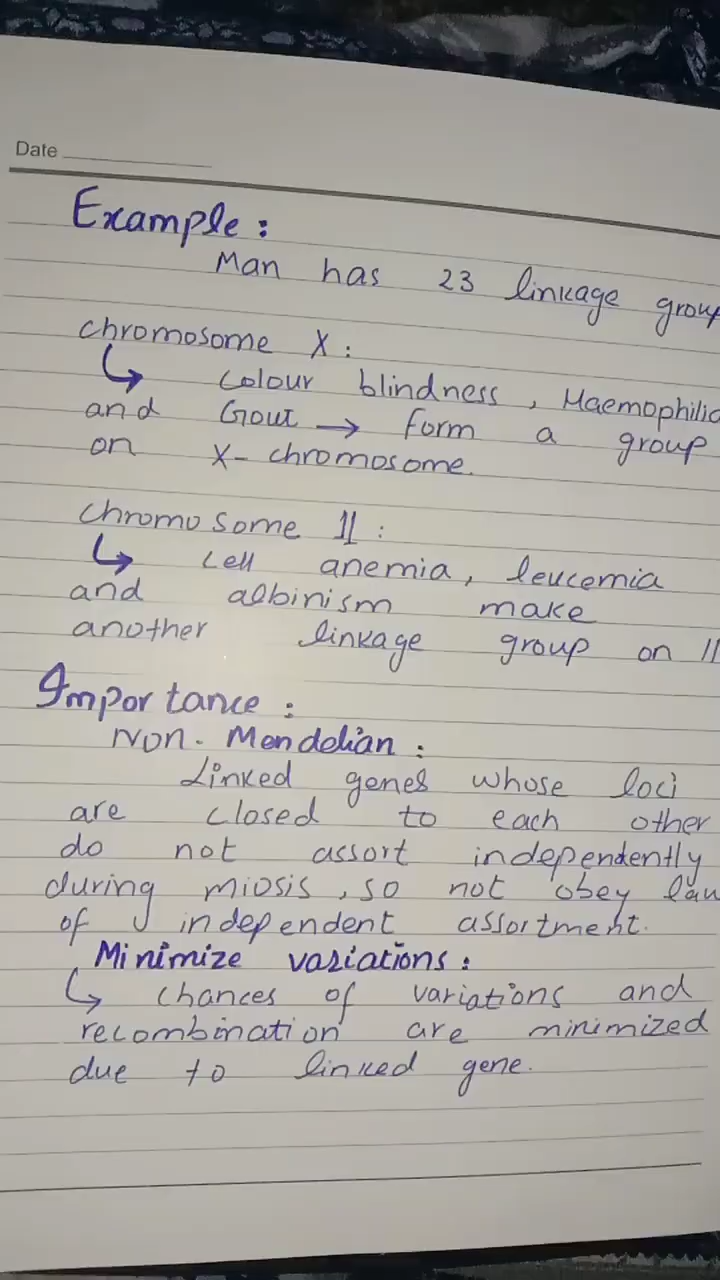 Date
Example:
Man has 23 linkage group
chromosome X:
↳ Colour blindness, Haemophilia
and Gout → form a group
on X- chromosome.
Chromosome 11:
↳ Cell anemia, leucemia
and albinism make
another linkage group on 11
Importance:
Non-Mendelian:
Linked genes whose loci
are closed to each other
do not assort independently
during miosis, so not obey law
of independent assortment.
Minimize variations:
↳ Chances of variations and
recombination are minimized
due to linked gene.